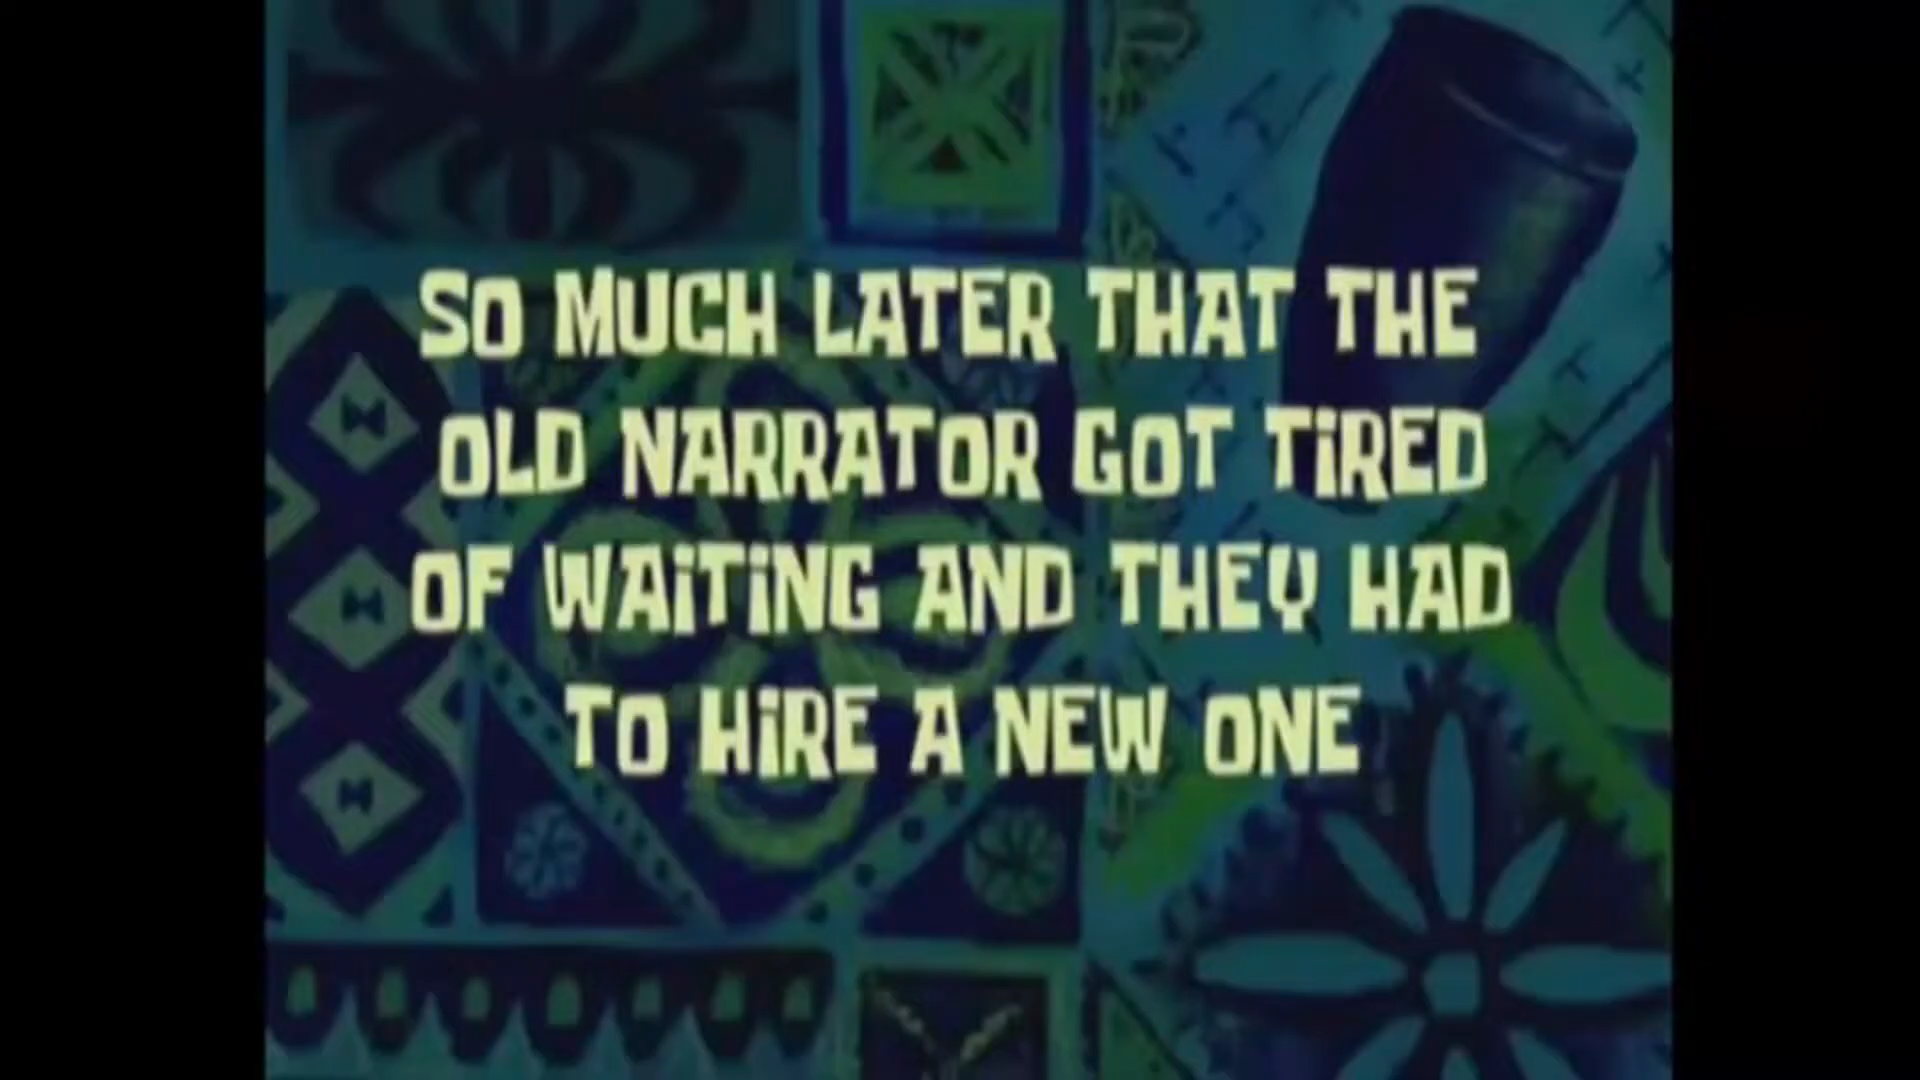 SO MUCH LATER THAT THE
OLD NARRATOR GOT TiRED
OF WAiTiNG AND THEY HAD
TO HiRE A NEW ONE